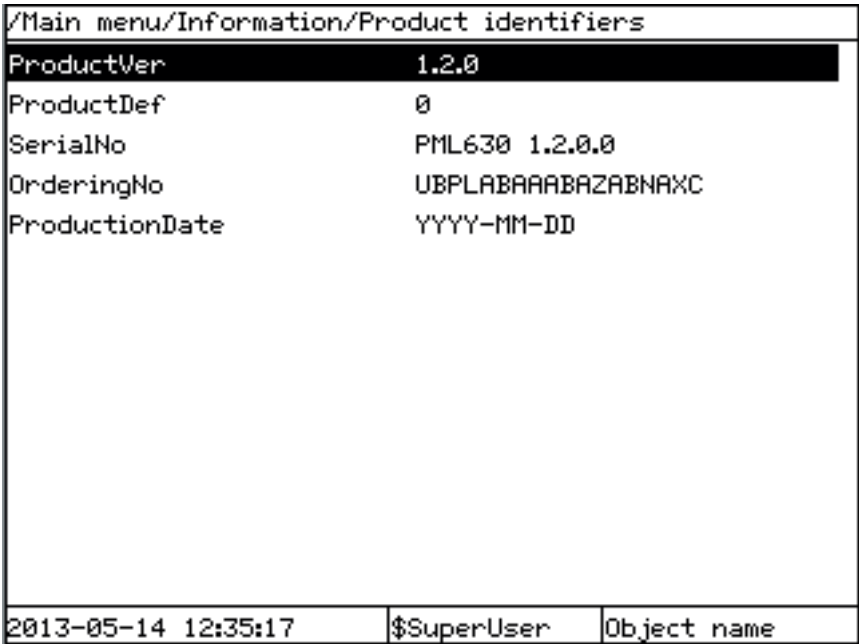 /Main menu/Information/Product identifiers
ProductVer 1.2.0
ProductDef 0
SerialNo PML630 1.2.0.0
OrderingNo UBPLABAAABAZABNAXC
ProductionDate YYYY-MM-DD
2013-05-14 12:35:17 $SuperUser Object name